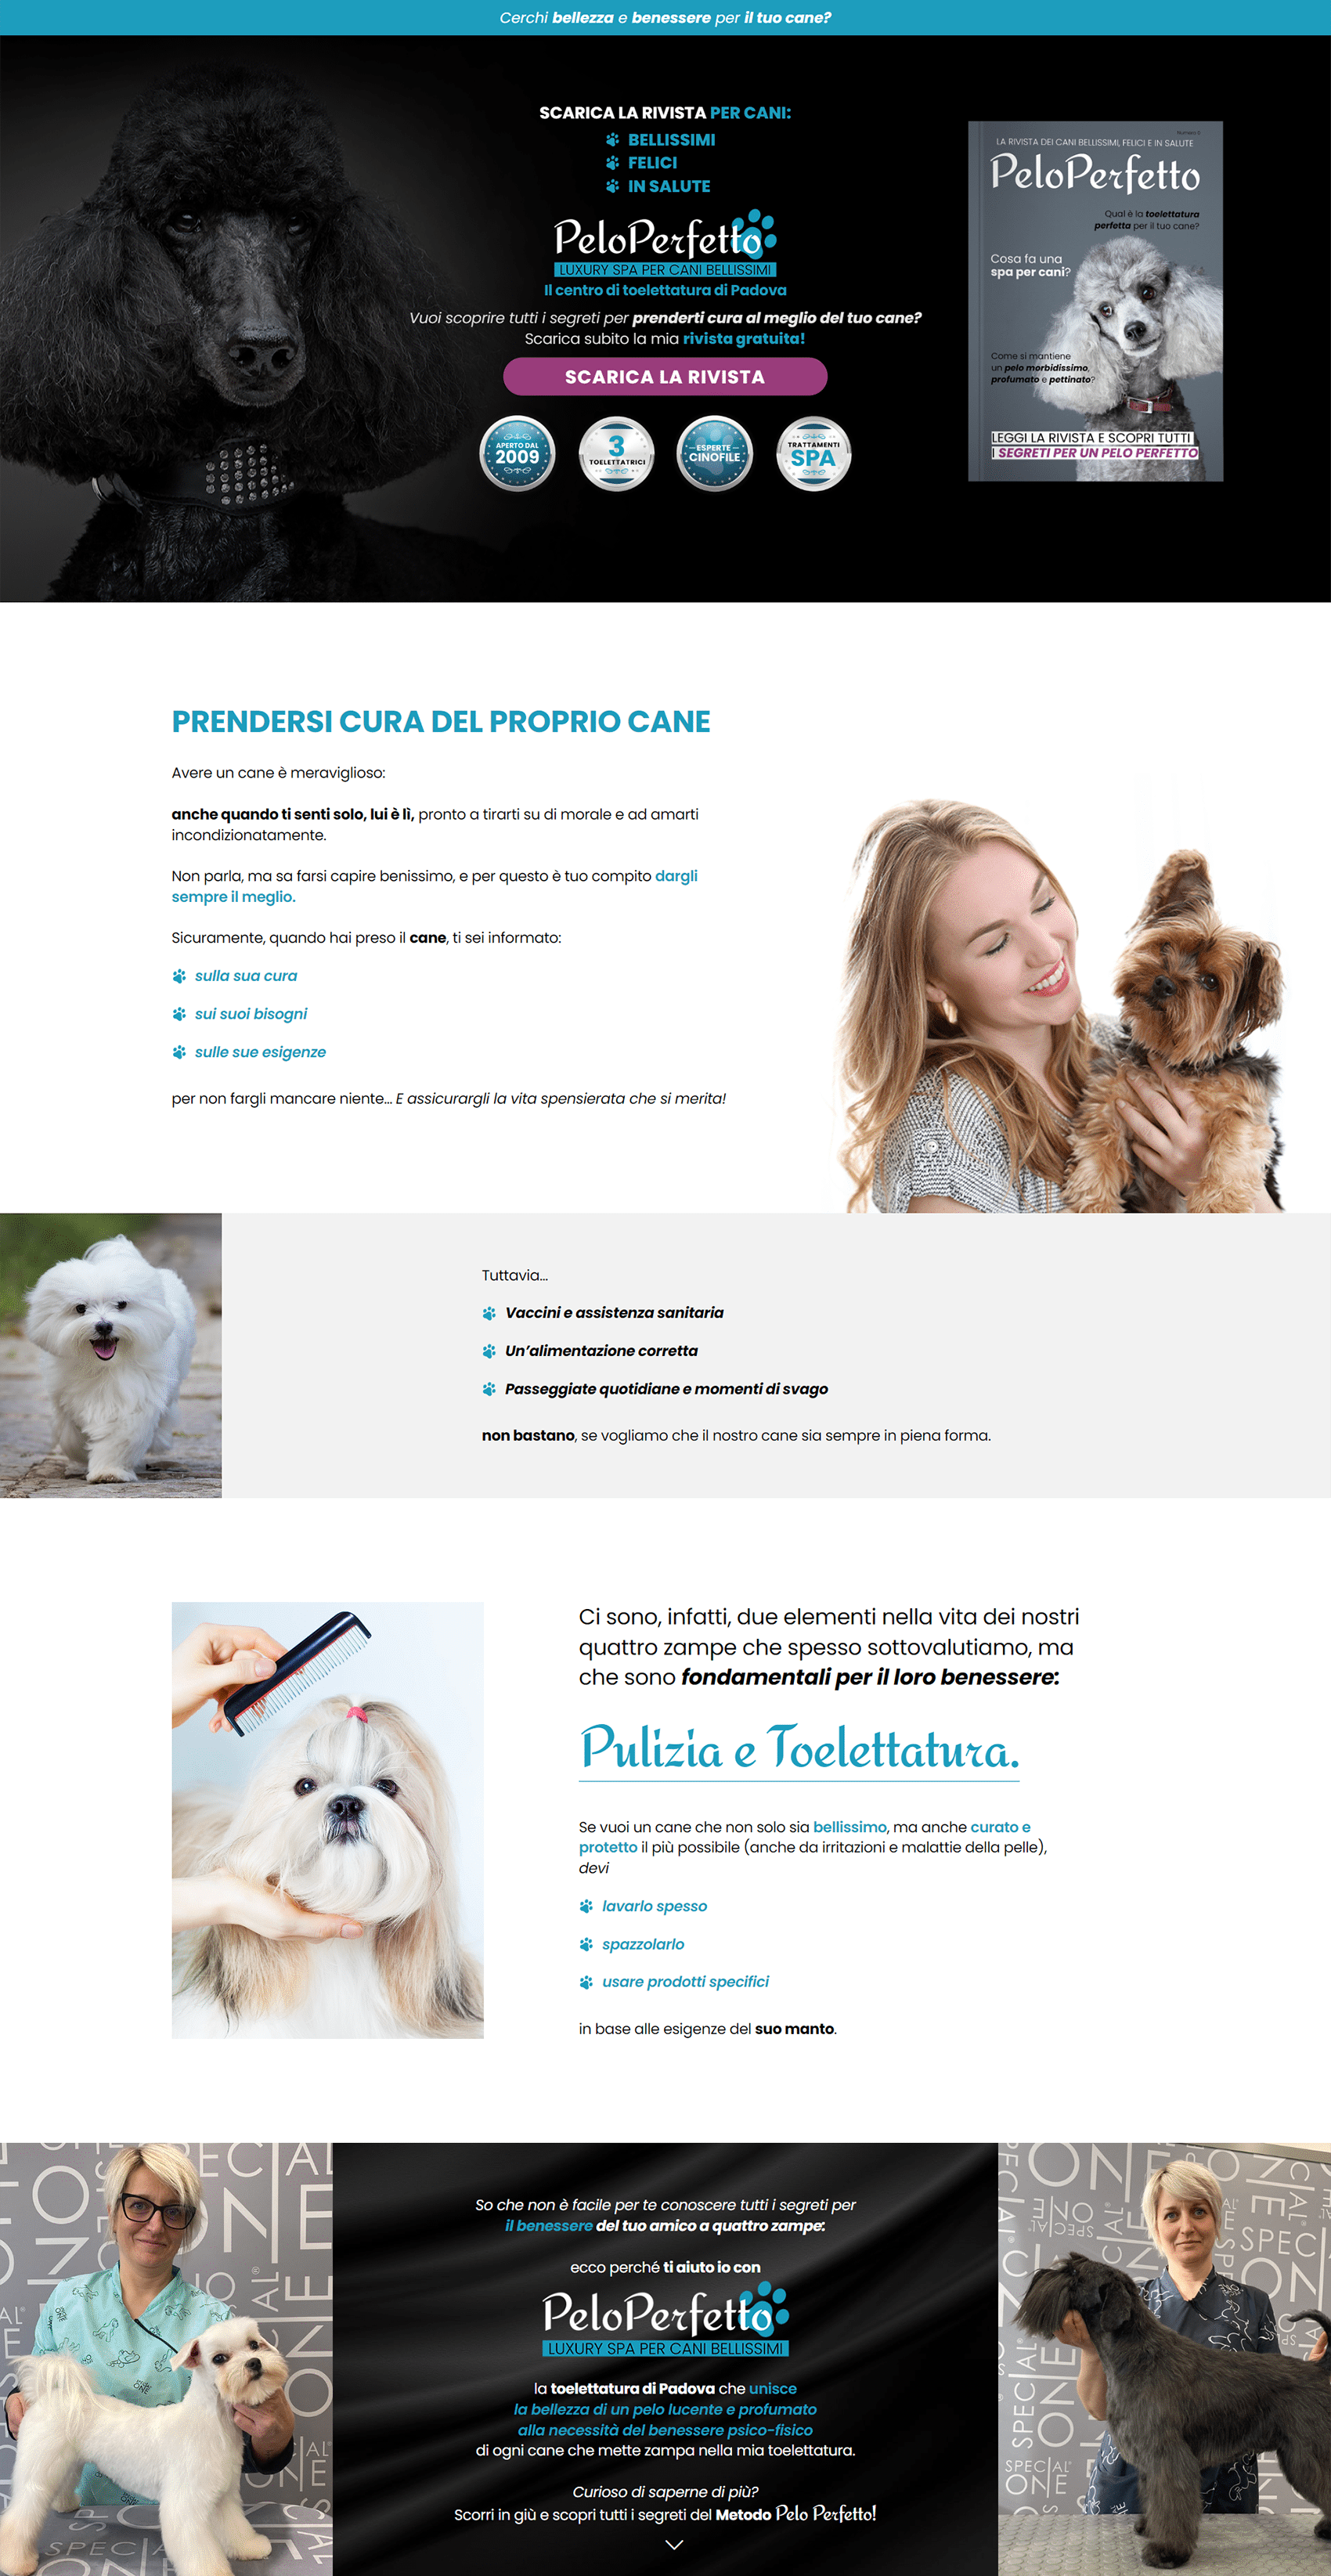 Cerchi bellezza e benessere per il tuo cane?
SCARICA LA RIVISTA PER CANI:
BELLISSIMI
FELICI
IN SALUTE
PeloPerfetto
LUXURY SPA PER CANI BELLISSIMI
Il centro di toelettatura di Padova
Vuoi scoprire tutti i segreti per prenderti cura al meglio del tuo cane?
Scarica subito la mia rivista gratuita!
SCARICA LA RIVISTA
APERTO DAL
2009
3
TOELETTATRICI
ESPERTE
CINOFILE
TRATTAMENTI
SPA
Numero 0
LA RIVISTA DEI CANI BELLISSIMI, FELICI E IN SALUTE
PeloPerfetto
Qual è la toelettatura
perfetta per il tuo cane?
Cosa fa una
spa per cani?
Come si mantiene
un pelo morbidissimo,
profumato e pettinato?
LEGGI LA RIVISTA E SCOPRI TUTTI
I SEGRETI PER UN PELO PERFETTO
PRENDERSI CURA DEL PROPRIO CANE
Avere un cane è meraviglioso:
anche quando ti senti solo, lui è lì, pronto a tirarti su di morale e ad amarti
incondizionatamente.
Non parla, ma sa farsi capire benissimo, e per questo è tuo compito dargli
sempre il meglio.
Sicuramente, quando hai preso il cane, ti sei informato:
sulla sua cura
sui suoi bisogni
sulle sue esigenze
per non fargli mancare niente... E assicurargli la vita spensierata che si merita!
Tuttavia...
Vaccini e assistenza sanitaria
Un’alimentazione corretta
Passeggiate quotidiane e momenti di svago
non bastano, se vogliamo che il nostro cane sia sempre in piena forma.
Ci sono, infatti, due elementi nella vita dei nostri
quattro zampe che spesso sottovalutiamo, ma
che sono fondamentali per il loro benessere:
Pulizia e Toelettatura.
Se vuoi un cane che non solo sia bellissimo, ma anche curato e
protetto il più possibile (anche da irritazioni e malattie della pelle),
devi
lavarlo spesso
spazzolarlo
usare prodotti specifici
in base alle esigenze del suo manto.
So che non è facile per te conoscere tutti i segreti per
il benessere del tuo amico a quattro zampe:
ecco perché ti aiuto io con
PeloPerfetto
LUXURY SPA PER CANI BELLISSIMI
la toelettatura di Padova che unisce
la bellezza di un pelo lucente e profumato
alla necessità del benessere psico-fisico
di ogni cane che mette zampa nella mia toelettatura.
Curioso di saperne di più?
Scorri in giù e scopri tutti i segreti del Metodo Pelo Perfetto!
SPECIAL
ONE
SPECIAL
ONE